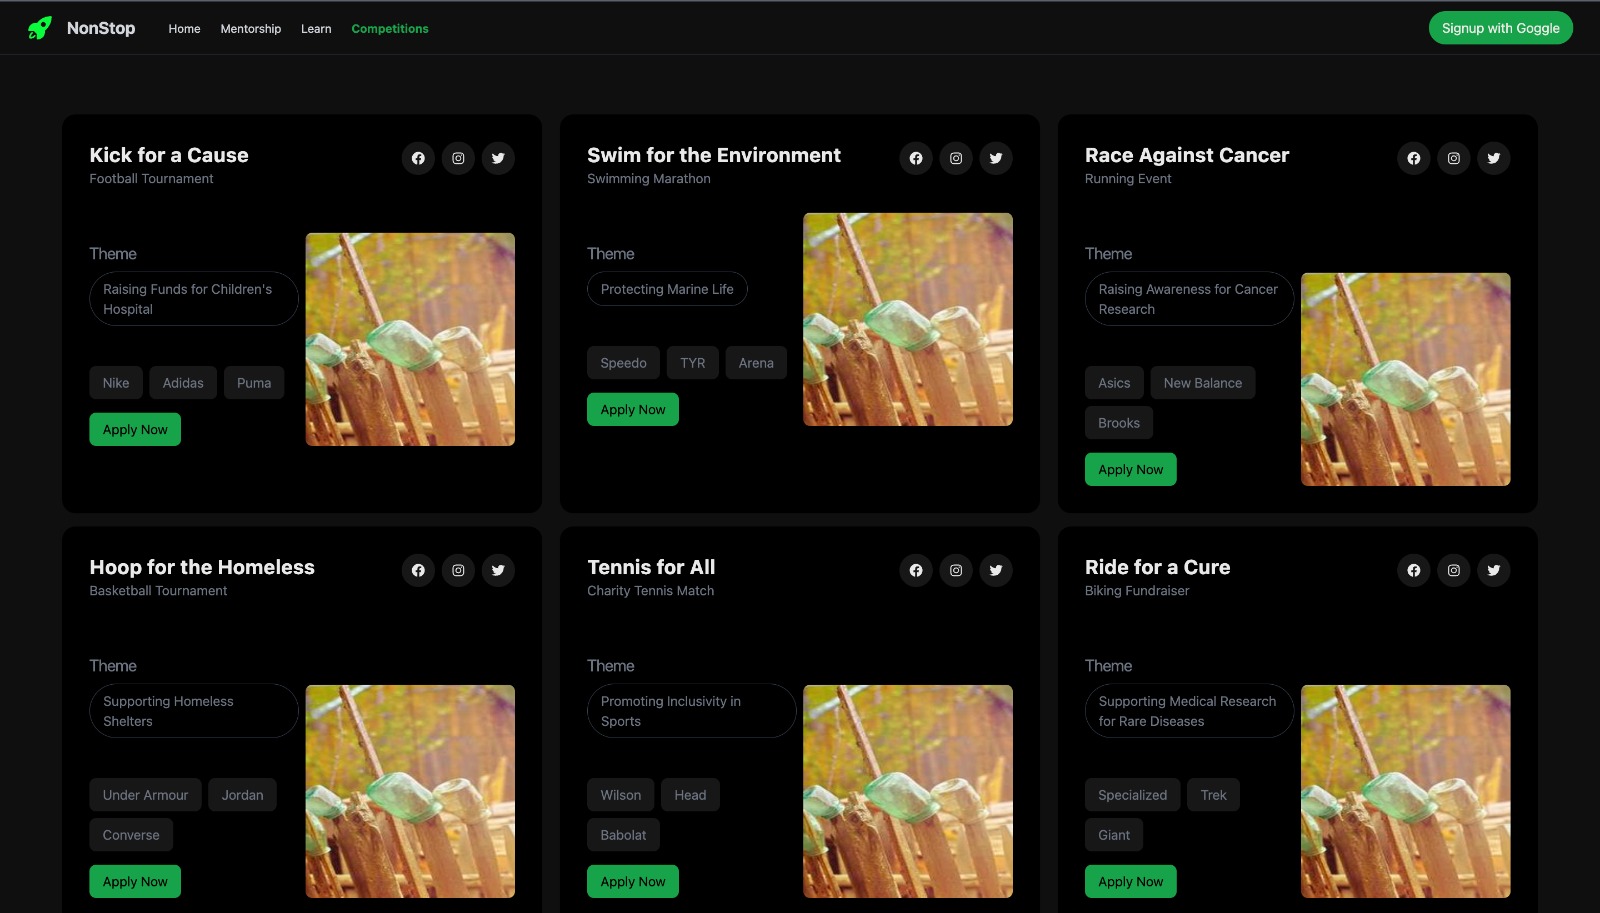 NonStop
Home
Mentorship
Learn
Competitions
Signup with Goggle
Kick for a Cause
Football Tournament
Theme
Raising Funds for Children's
Hospital
Nike
Adidas
Puma
Apply Now
Swim for the Environment
Swimming Marathon
Theme
Protecting Marine Life
Speedo
TYR
Arena
Apply Now
Race Against Cancer
Running Event
Theme
Raising Awareness for Cancer
Research
Asics
New Balance
Brooks
Apply Now
Hoop for the Homeless
Basketball Tournament
Theme
Supporting Homeless
Shelters
Under Armour
Jordan
Converse
Apply Now
Tennis for All
Charity Tennis Match
Theme
Promoting Inclusivity in
Sports
Wilson
Head
Babolat
Apply Now
Ride for a Cure
Biking Fundraiser
Theme
Supporting Medical Research
for Rare Diseases
Specialized
Trek
Giant
Apply Now